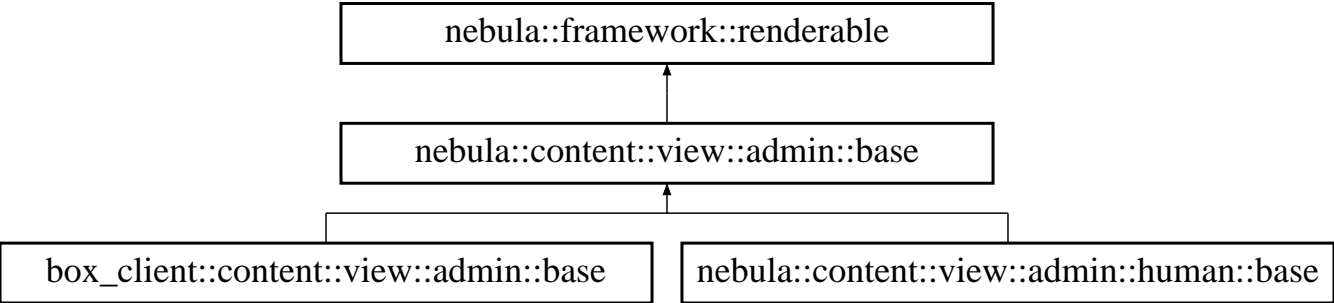 nebula::framework::renderable
nebula::content::view::admin::base
box_client::content::view::admin::base
nebula::content::view::admin::human::base